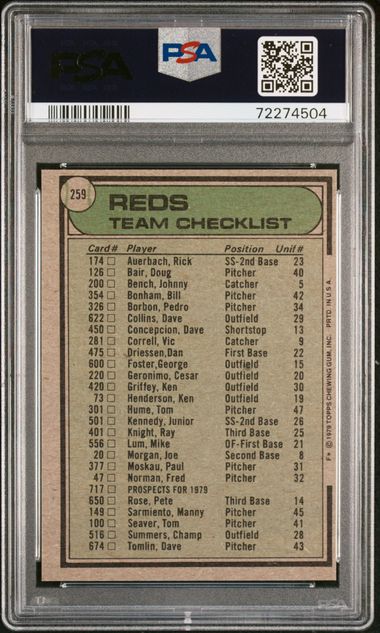 PSA
PSA
72274504
259
REDS
TEAM CHECKLIST
Card# Player Position Unif#
174 □ Auerbach, Rick SS-2nd Base 23
126 □ Bair, Doug Pitcher 40
200 □ Bench, Johnny Catcher 5
354 □ Bonham, Bill Pitcher 42
326 □ Borbon, Pedro Pitcher 34
622 □ Collins, Dave Outfield 29
450 □ Concepcion, Dave Shortstop 13
281 □ Correll, Vic Catcher 9
475 □ Driessen,Dan First Base 22
600 □ Foster,George Outfield 15
220 □ Geronimo, Cesar Outfield 20
420 □ Griffey, Ken Outfield 30
73 □ Henderson, Ken Outfield 19
301 □ Hume, Tom Pitcher 47
501 □ Kennedy, Junior SS-2nd Base 26
401 □ Knight, Ray Third Base 25
556 □ Lum, Mike OF-First Base 21
20 □ Morgan, Joe Second Base 8
377 □ Moskau, Paul Pitcher 31
47 □ Norman, Fred Pitcher 32
717 □ PROSPECTS FOR 1979
650 □ Rose, Pete Third Base 14
149 □ Sarmiento, Manny Pitcher 45
100 □ Seaver, Tom Pitcher 41
516 □ Summers, Champ Outfield 28
674 □ Tomlin, Dave Pitcher 43
F* © 1979 TOPPS CHEWING GUM, INC. PRTD. IN U.S.A.